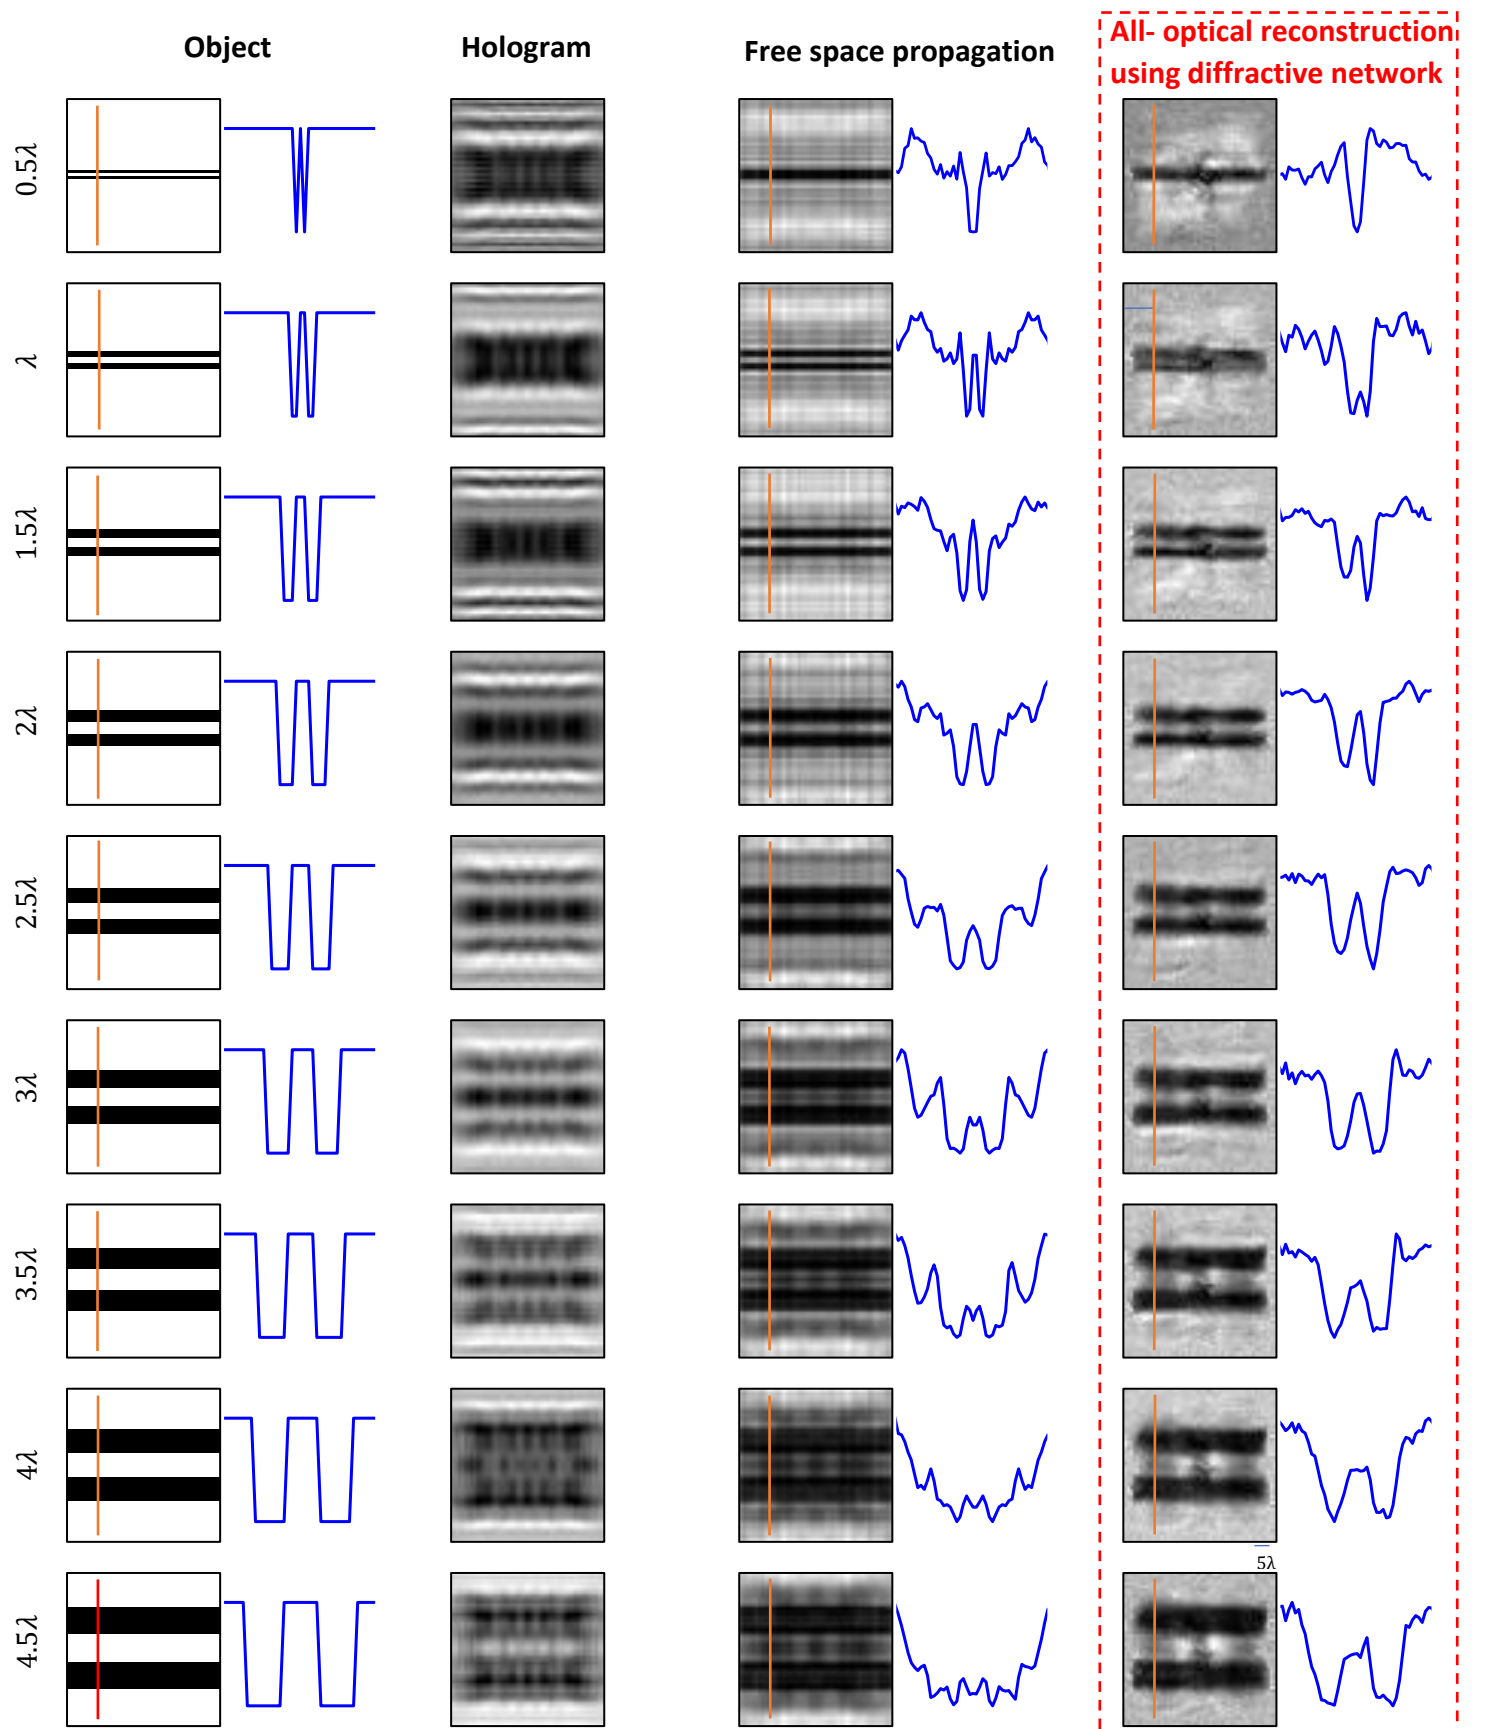 Object
Hologram
Free space propagation
All- optical reconstruction
using diffractive network
0.5λ
λ
1.5λ
2λ
2.5λ
3λ
3.5λ
4λ
5λ
4.5λ